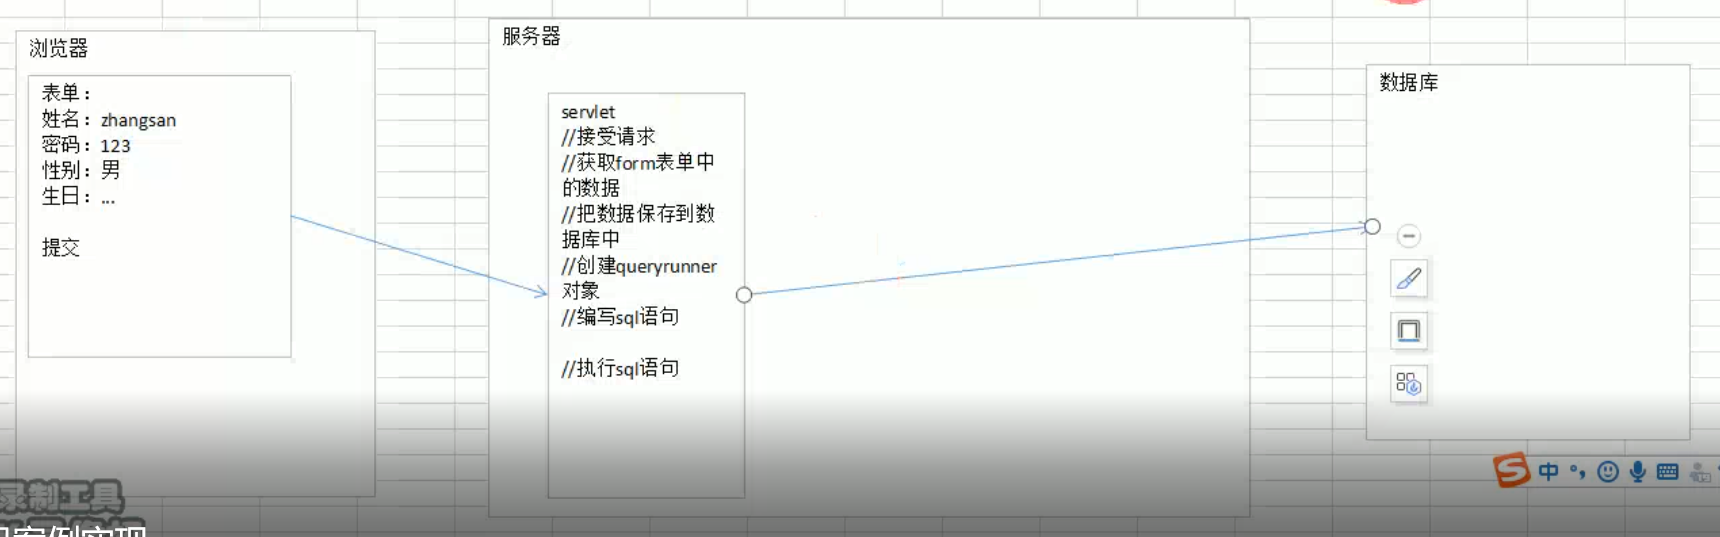 浏览器
表单：
姓名：zhangsan
密码：123
性别：男
生日：...
提交
服务器
servlet
//接受请求
//获取form表单中
的数据
//把数据保存到数
据库中
//创建queryrunner
对象
//编写sql语句
//执行sql语句
数据库
中
录制工具
案例实现